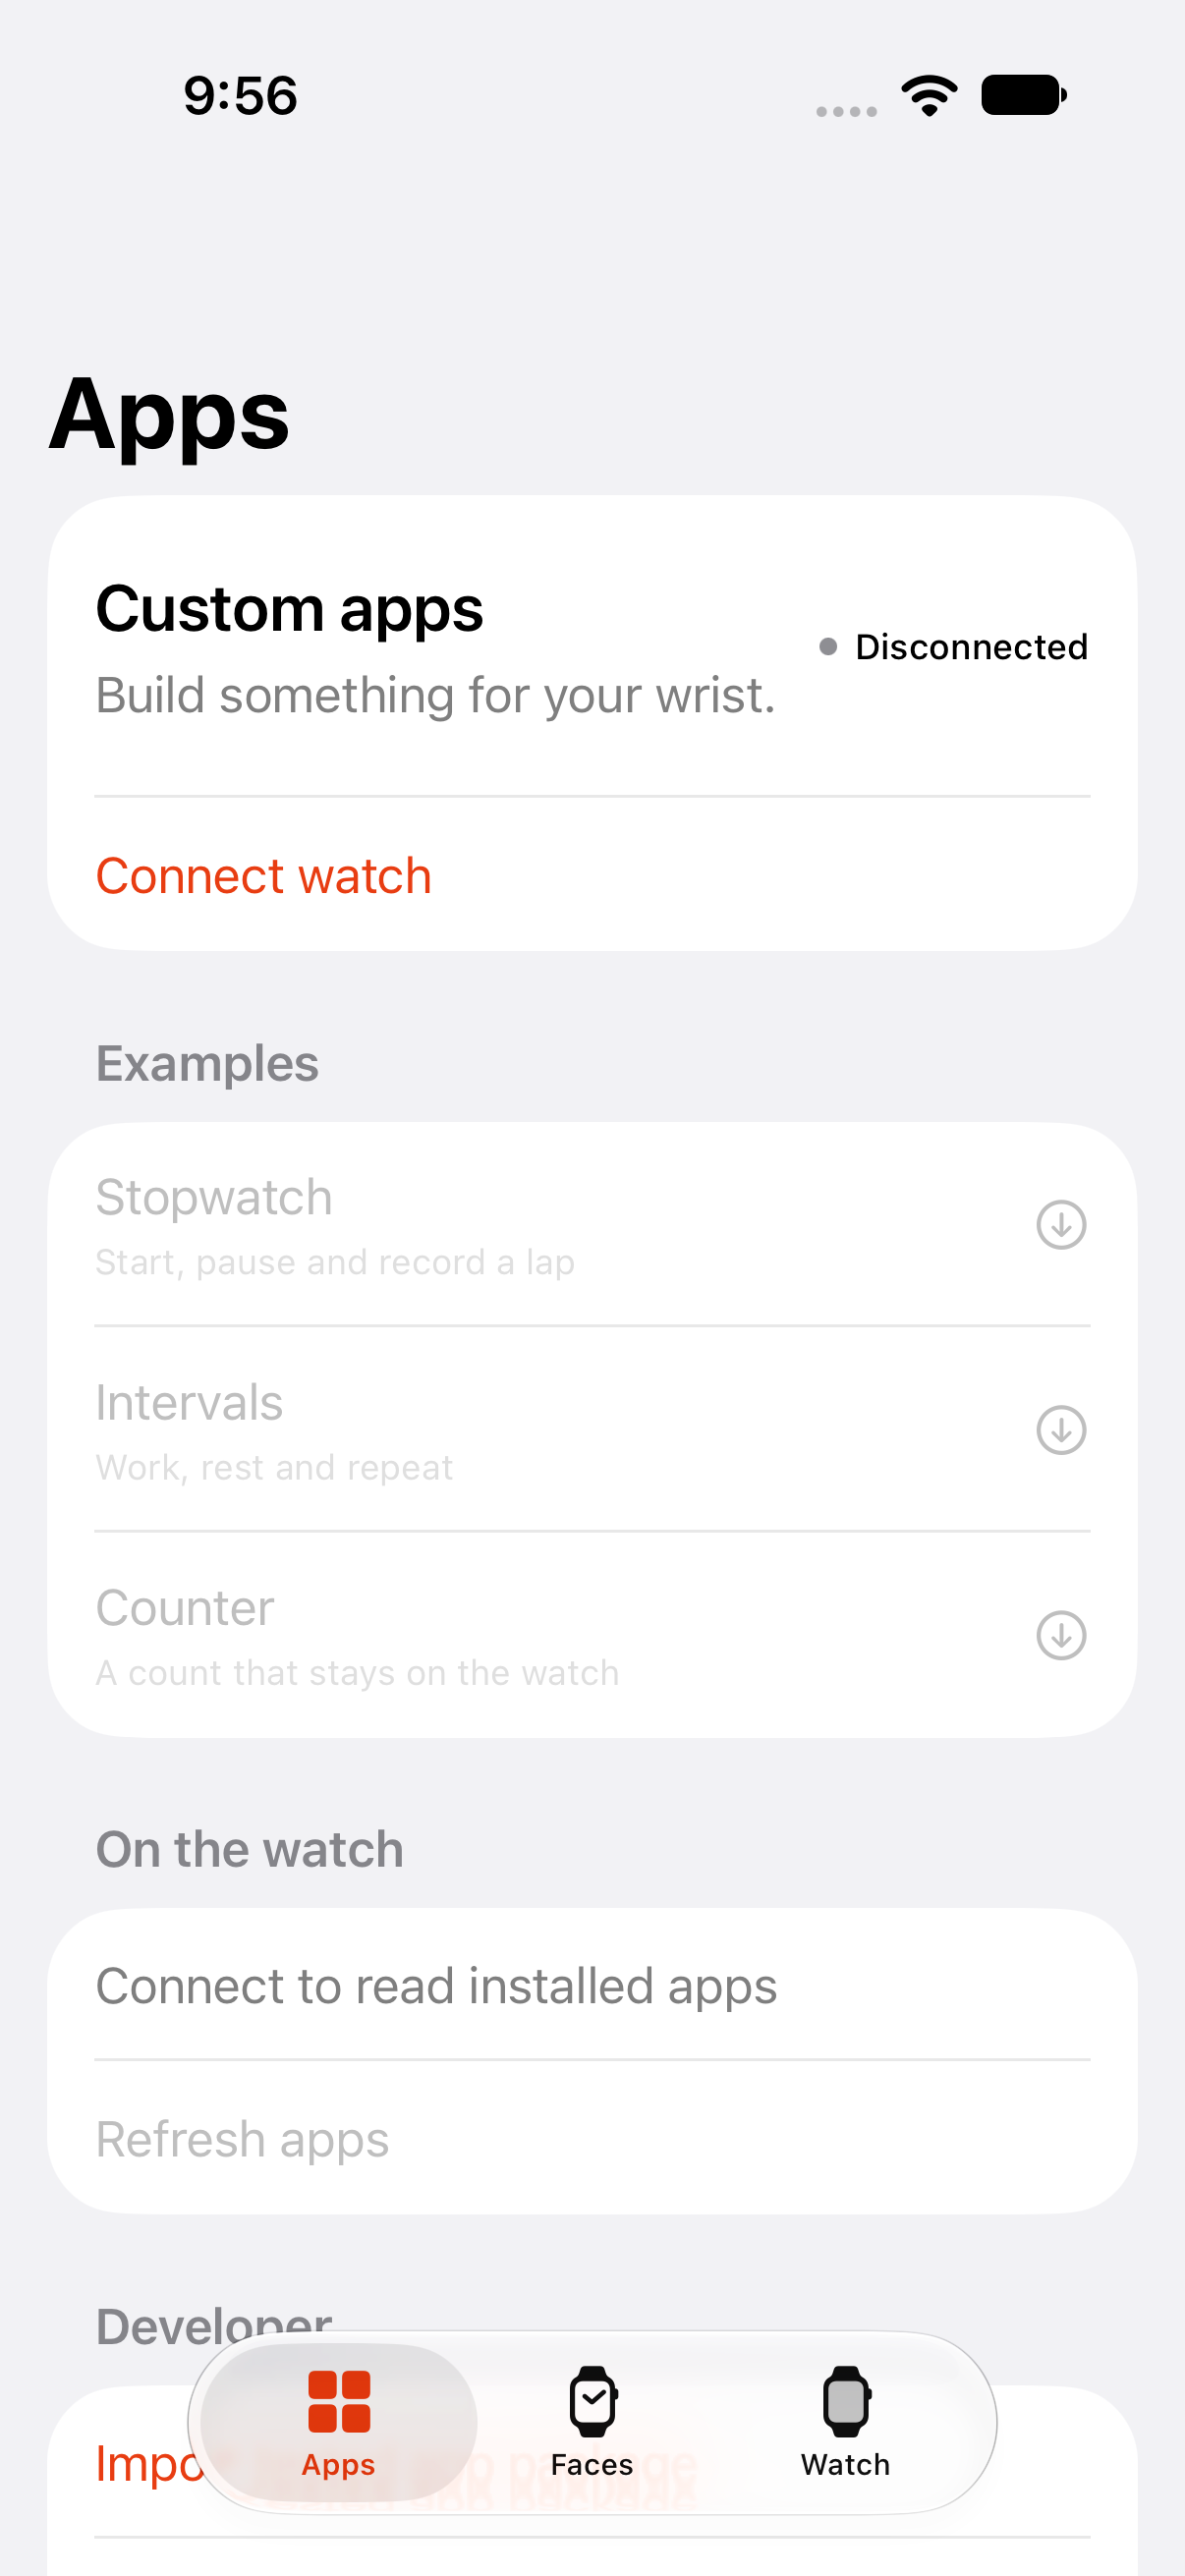 9:56
Apps
Custom apps
Disconnected
Build something for your wrist.
Connect watch
Examples
Stopwatch
Start, pause and record a lap
Intervals
Work, rest and repeat
Counter
A count that stays on the watch
On the watch
Connect to read installed apps
Refresh apps
Developer
package
Apps
Faces
Watch